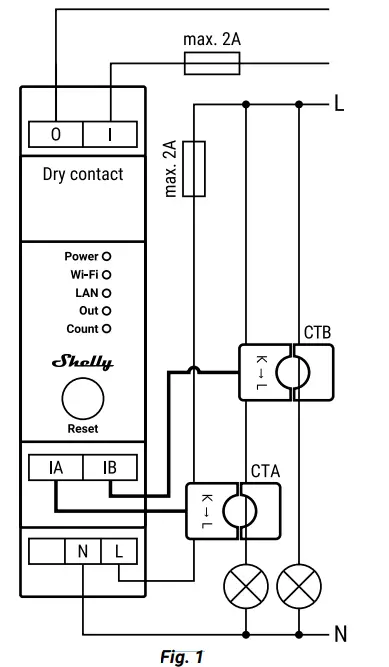 max. 2A
O I
L
Dry contact
max. 2A
Power
Wi-Fi
LAN
Out
Count
CTB
Shelly
K → L
Reset
IA IB
CTA
K → L
N L
N
Fig. 1